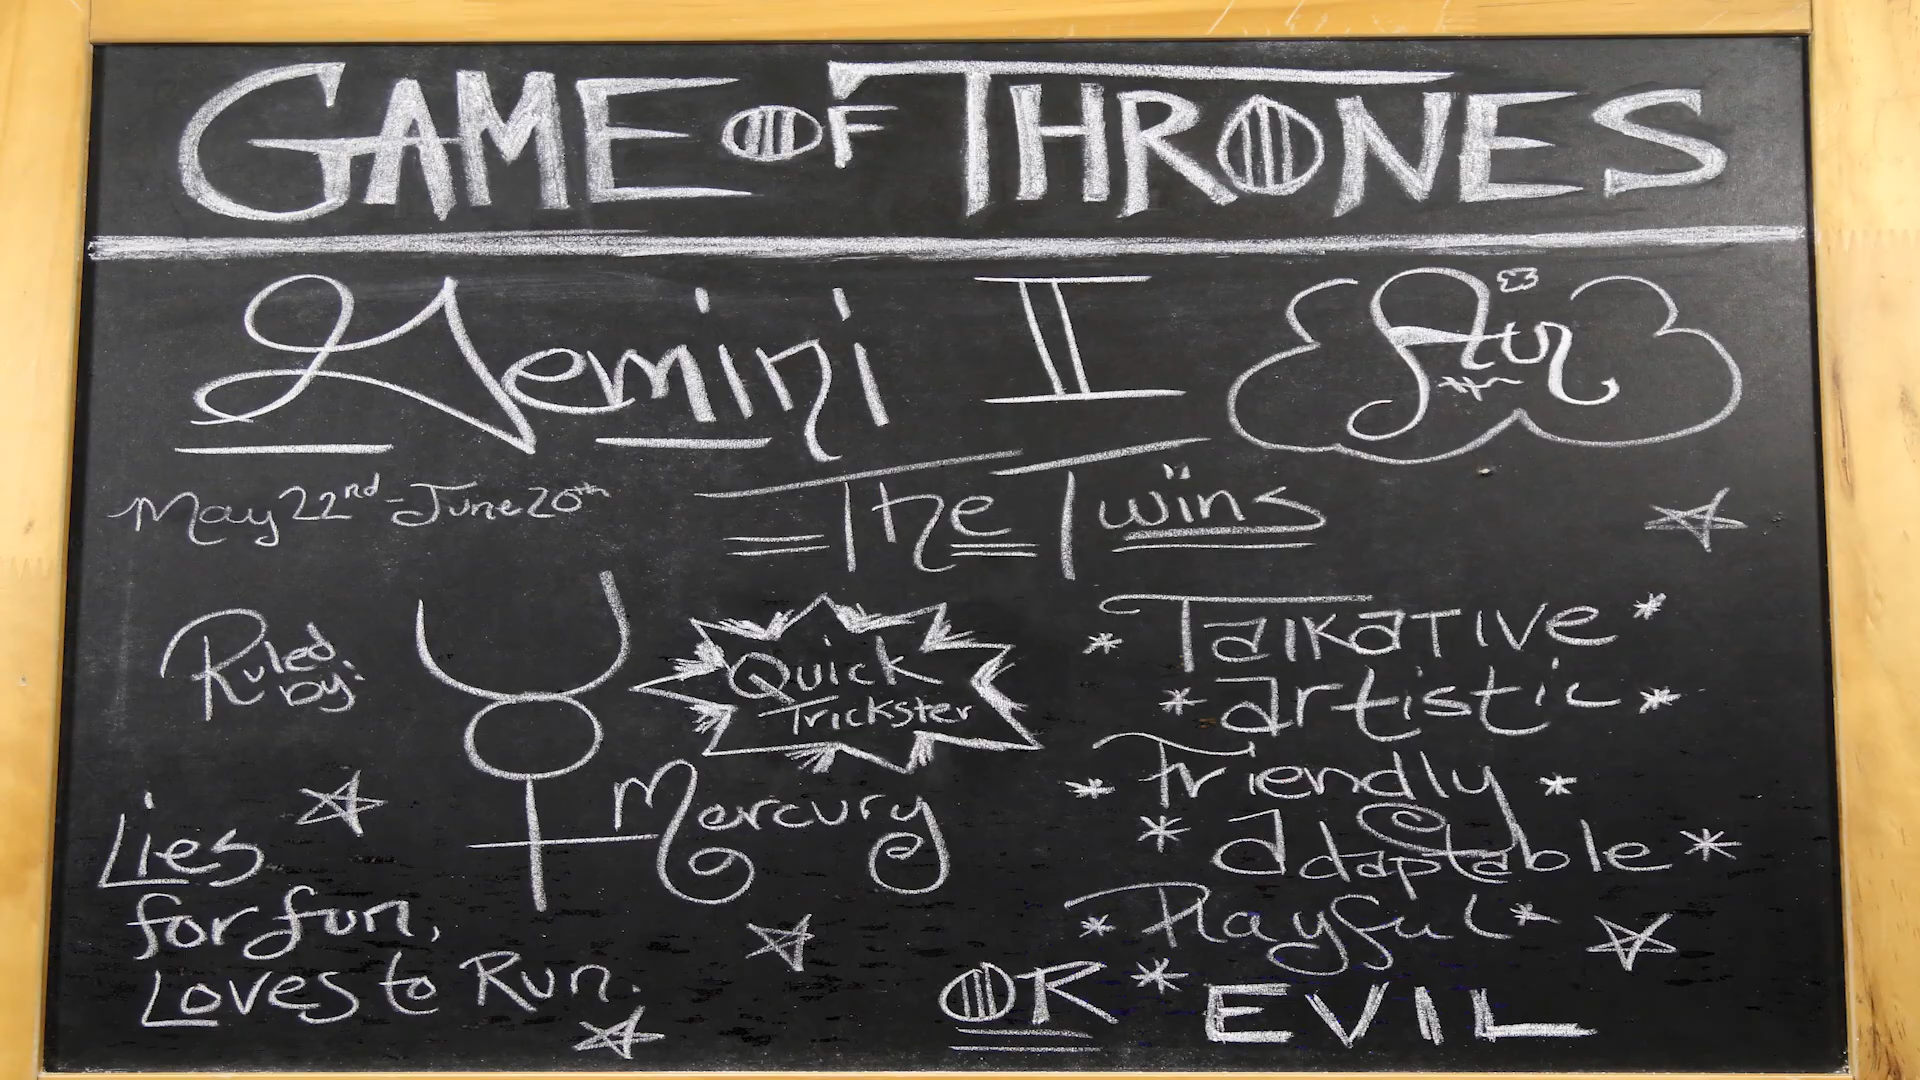 GAME OF THRONES
Gemini II Air
May 22nd - June 20th
The Twins
Ruled by:
Quick Trickster
Mercury
Lies
for fun,
Loves to Run.
* Talkative *
* artistic *
* Friendly *
* adaptable *
* Playful *
OR * EVIL